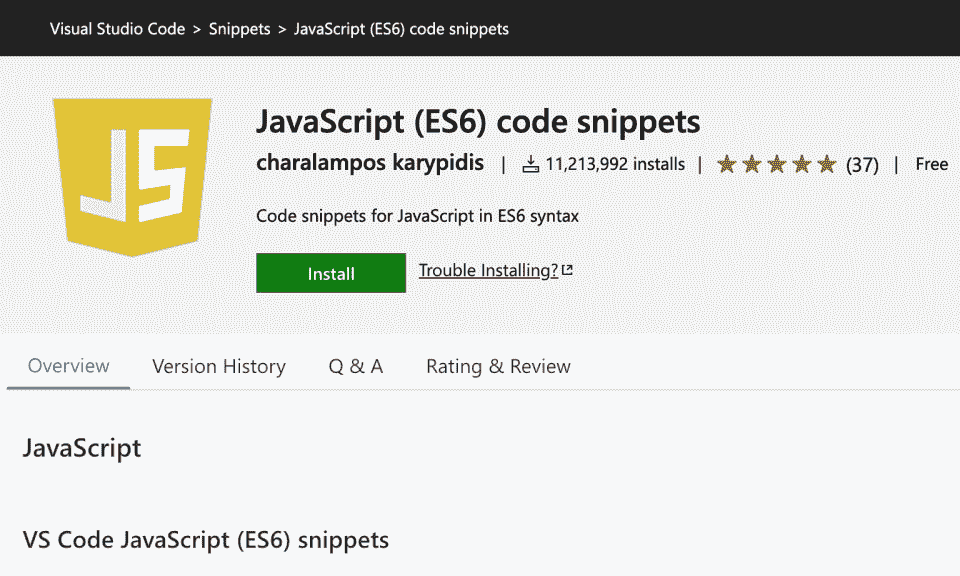 Visual Studio Code > Snippets > JavaScript (ES6) code snippets
JS
JavaScript (ES6) code snippets
charalampos karypidis | 11,213,992 installs | (37) | Free
Code snippets for JavaScript in ES6 syntax
Install Trouble Installing?
Overview Version History Q & A Rating & Review
JavaScript
VS Code JavaScript (ES6) snippets